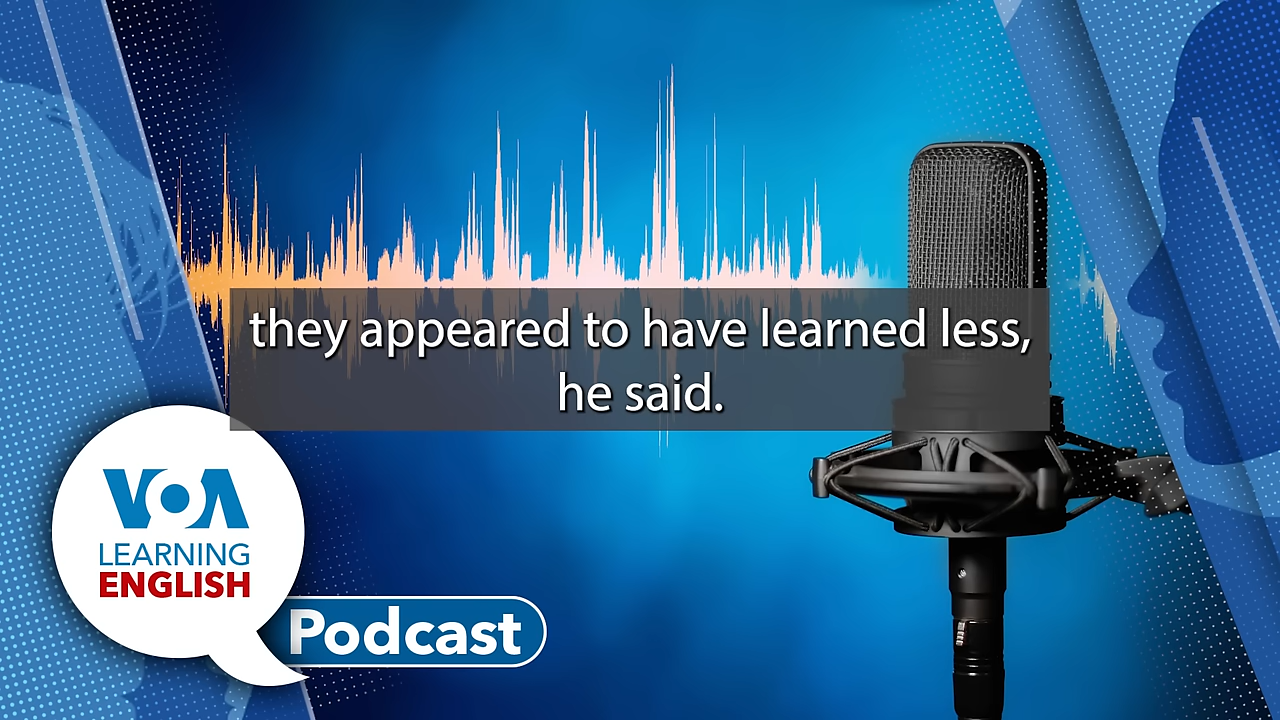 they appeared to have learned less,
he said.
VOA
LEARNING
ENGLISH
Podcast